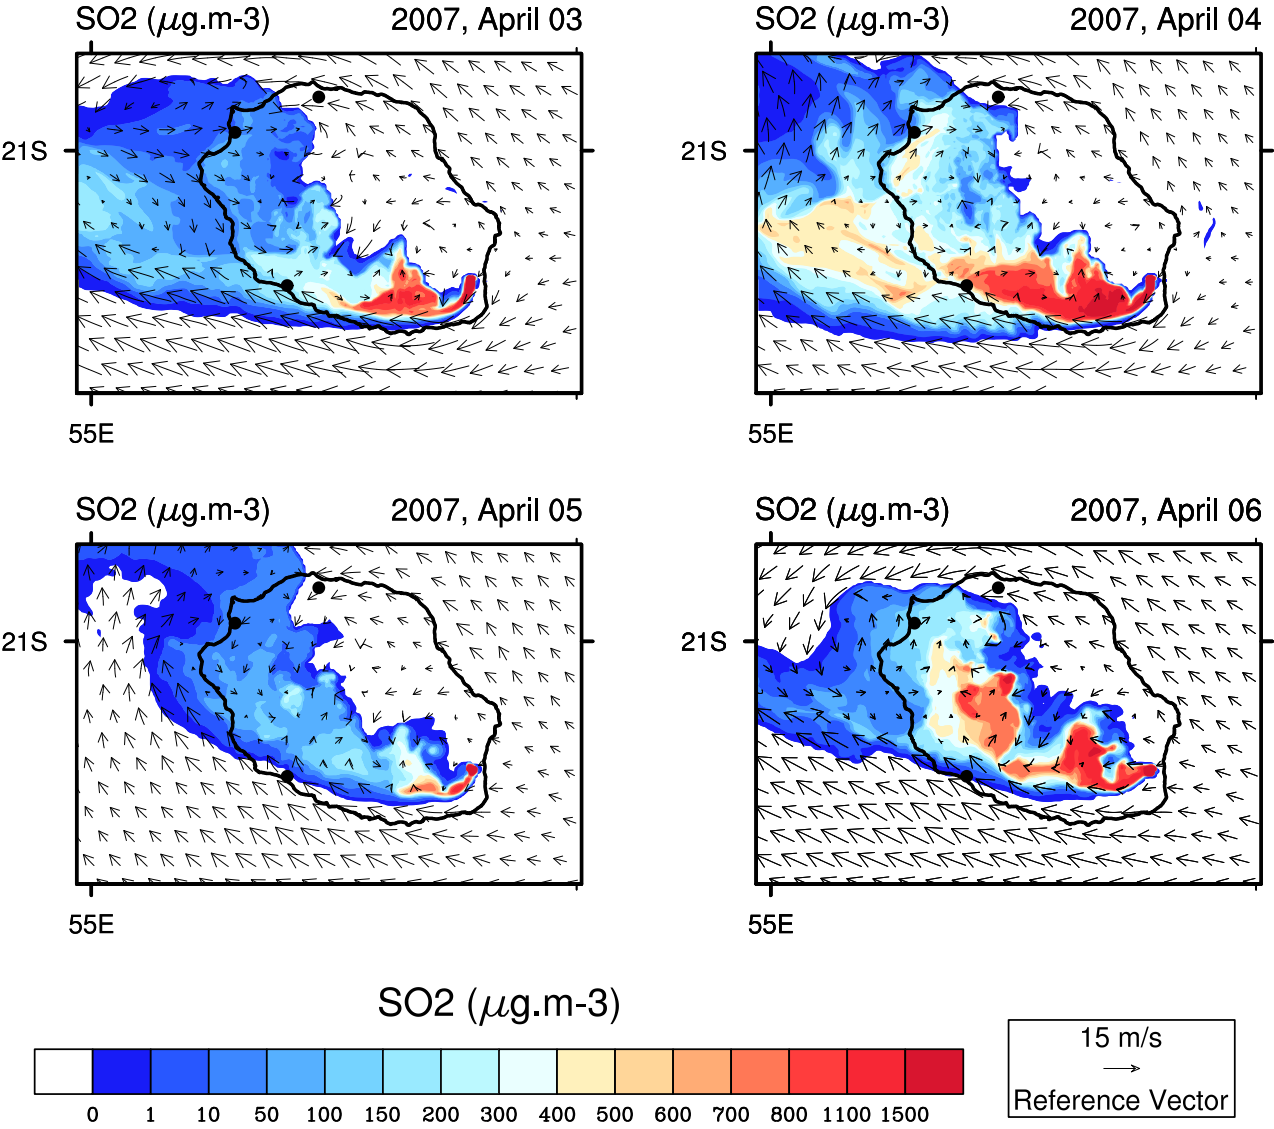 SO2 (μg.m-3) 2007, April 03
SO2 (μg.m-3) 2007, April 04
21S
21S
55E
55E
SO2 (μg.m-3) 2007, April 05
SO2 (μg.m-3) 2007, April 06
21S
21S
55E
55E
SO2 (μg.m-3)
0 1 10 50 100 150 200 300 400 500 600 700 800 1100 1500
15 m/s
Reference Vector